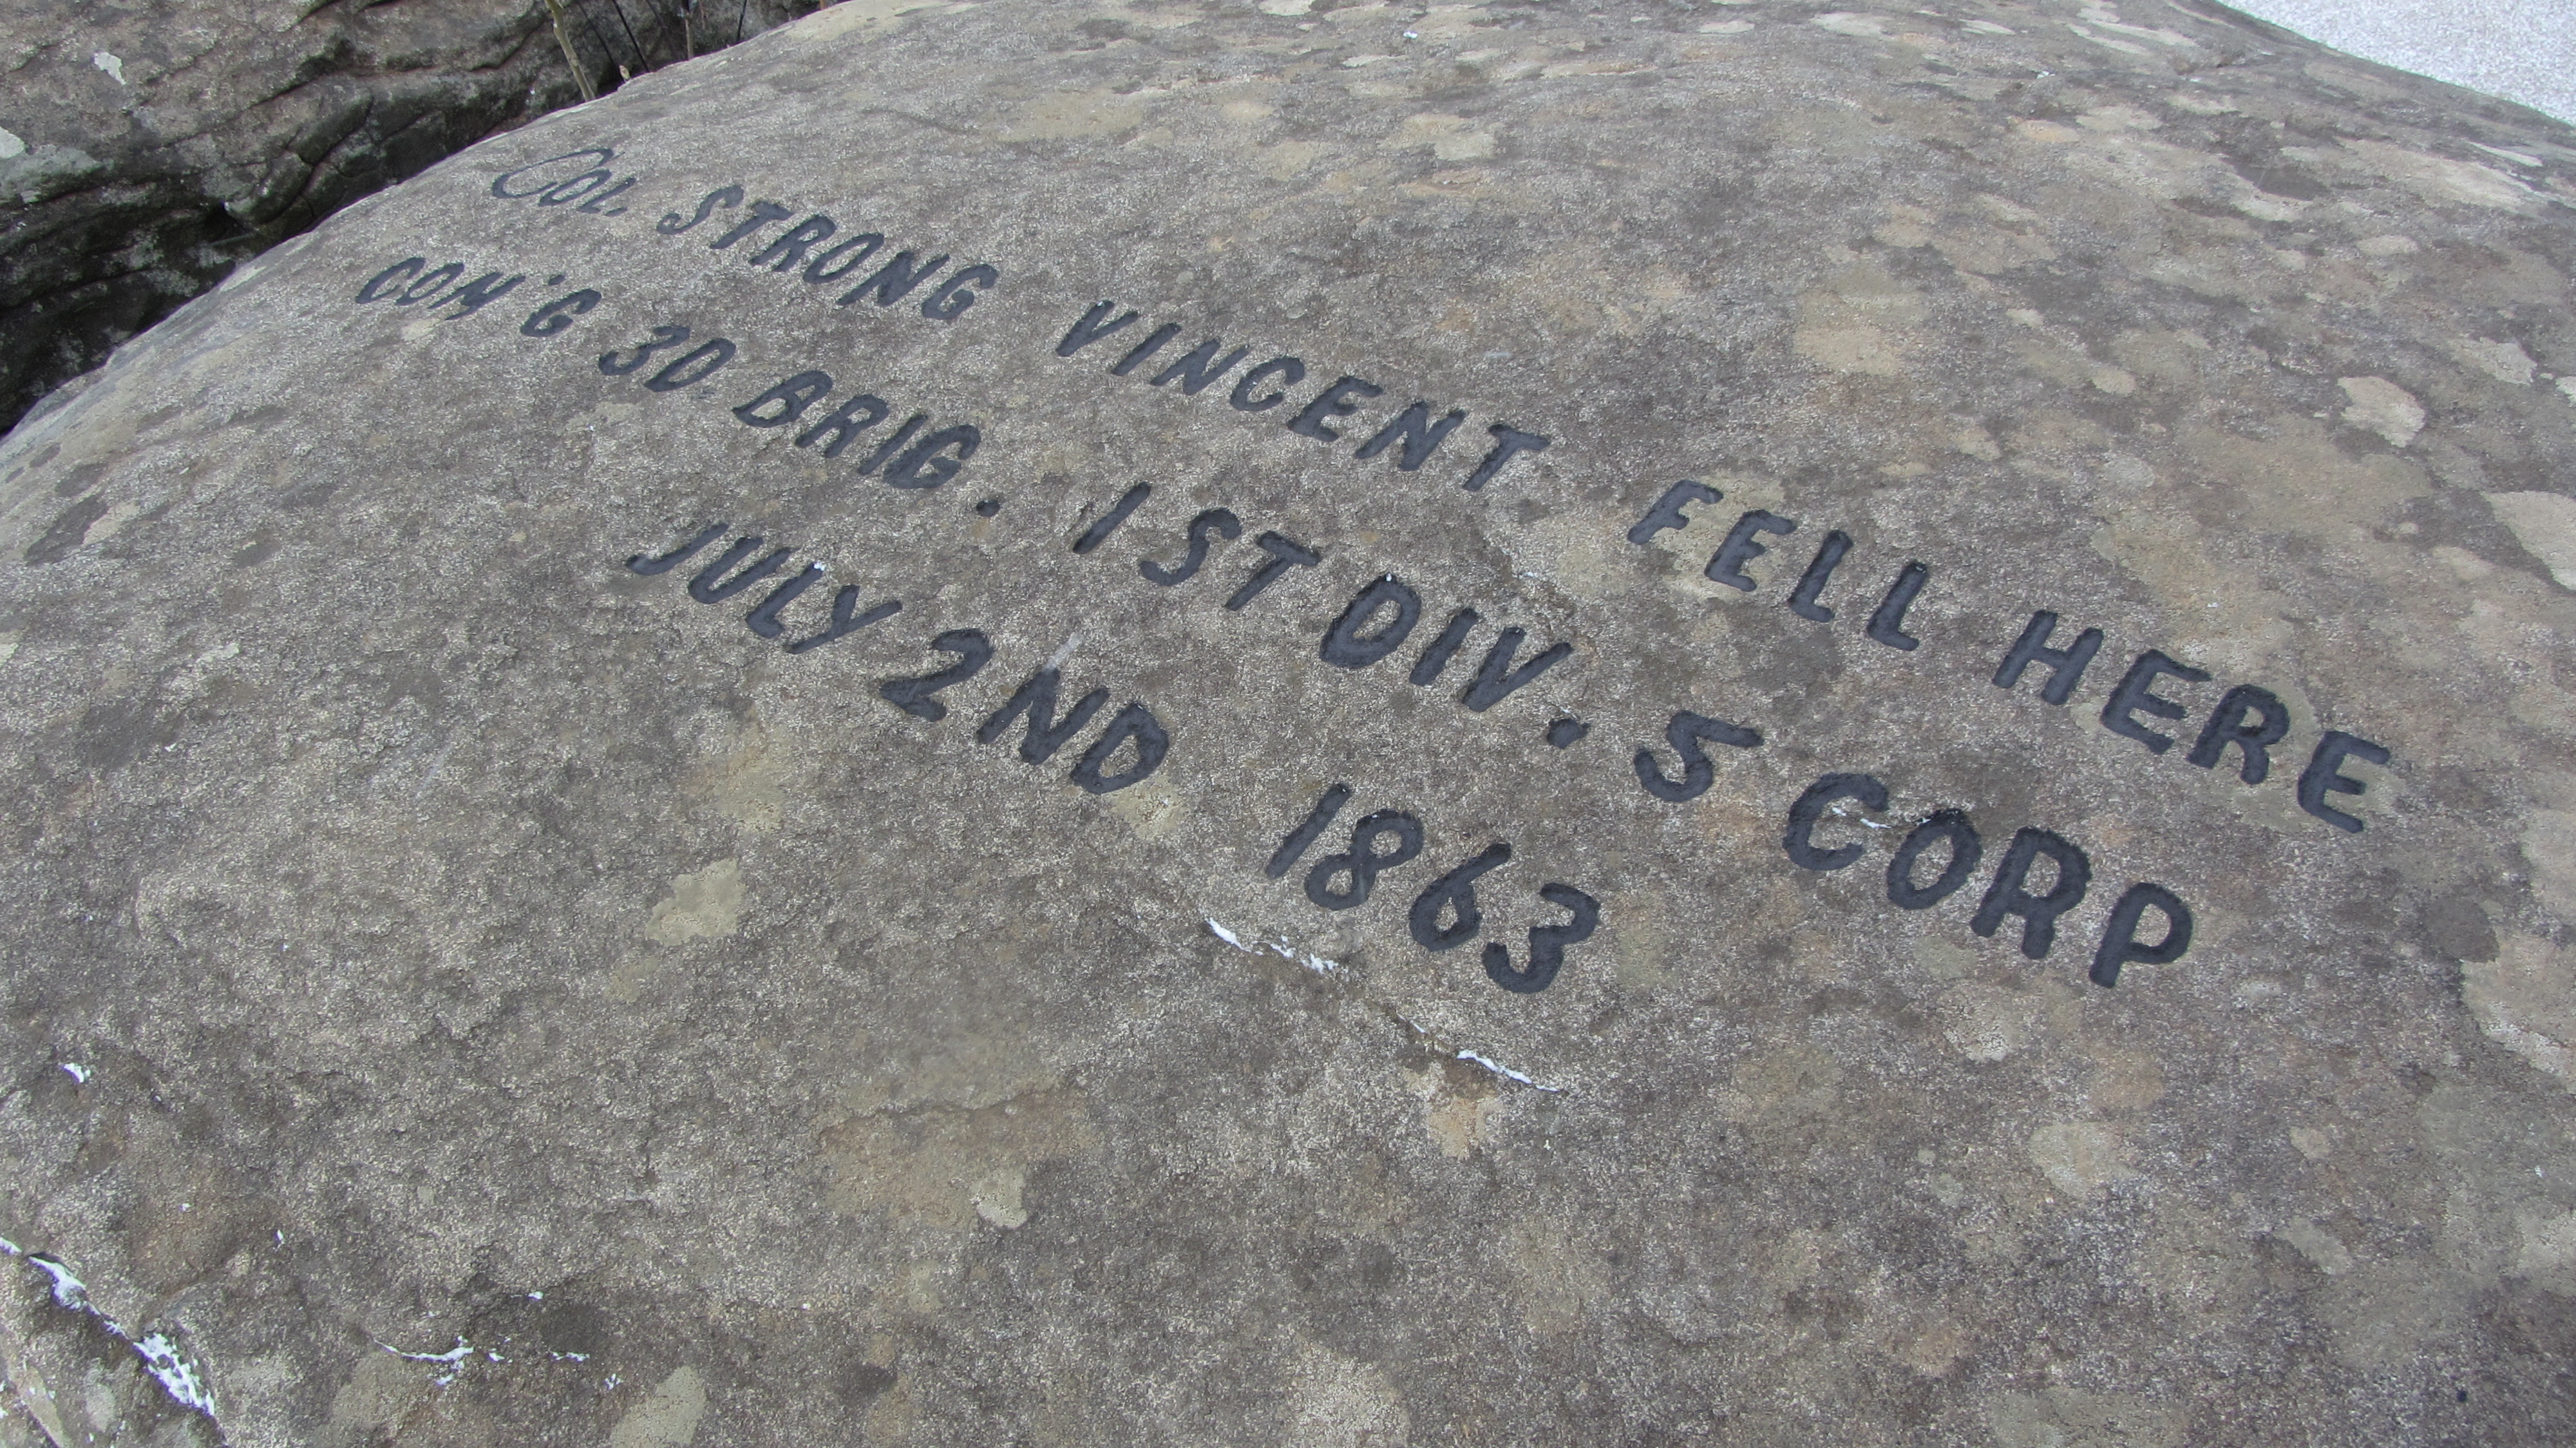 COL. STRONG VINCENT FELL HERE
COM'G 3D BRIG. 1ST DIV. 5 CORP
JULY 2ND 1863